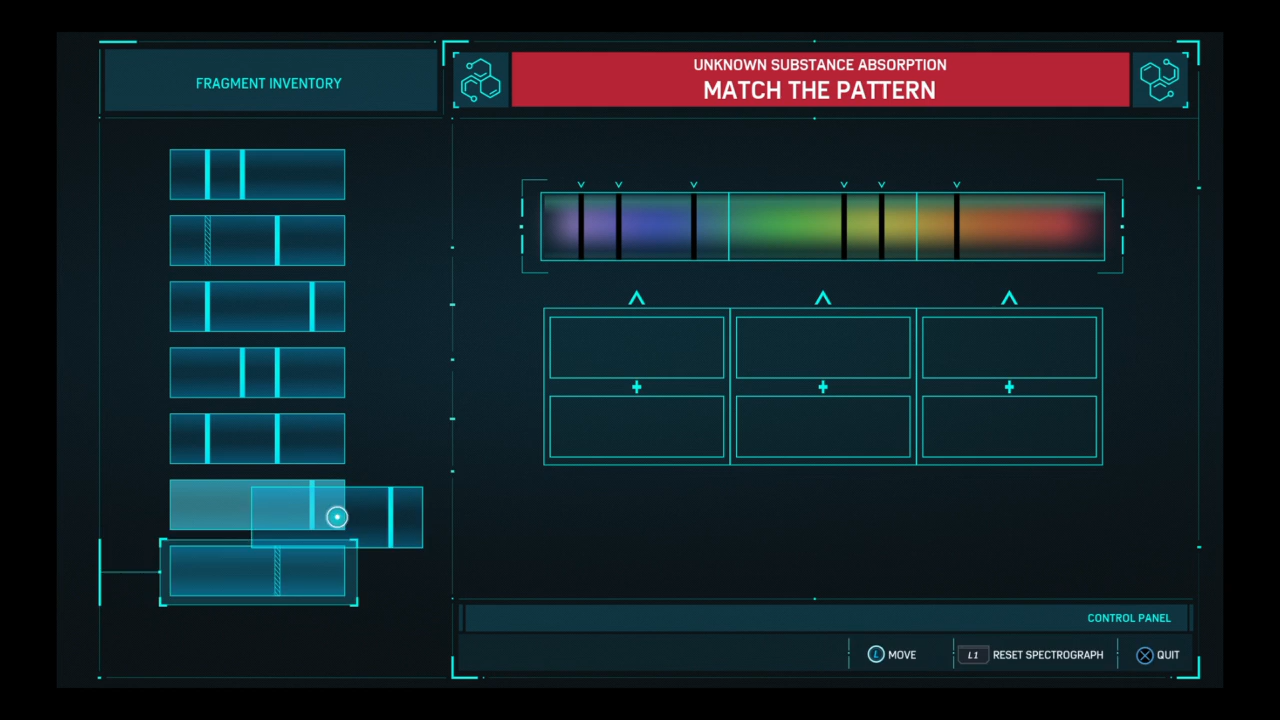 FRAGMENT INVENTORY
UNKNOWN SUBSTANCE ABSORPTION
MATCH THE PATTERN
CONTROL PANEL
L MOVE
L1 RESET SPECTROGRAPH
QUIT